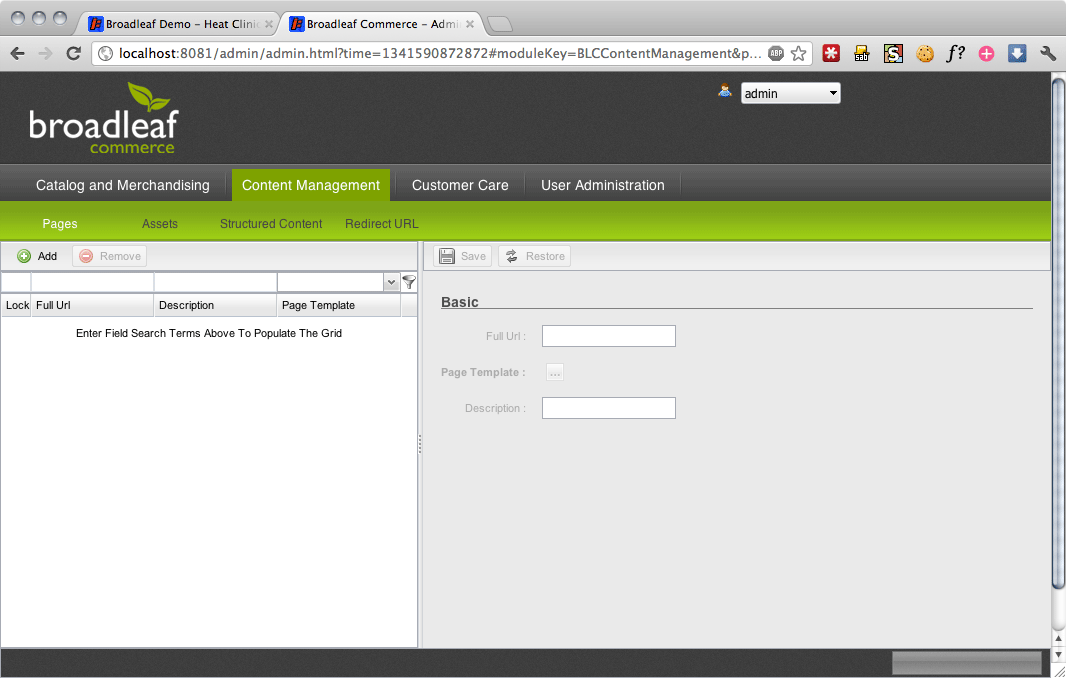 Broadleaf Demo – Heat Clinic
Broadleaf Commerce – Admi
localhost:8081/admin/admin.html?time=1341590872872#moduleKey=BLCContentManagement&p...
ABP
S
f?
broadleaf
commerce
admin
Catalog and Merchandising
Content Management
Customer Care
User Administration
Pages
Assets
Structured Content
Redirect URL
Add
Remove
Save
Restore
Lock
Full Url
Description
Page Template
Enter Field Search Terms Above To Populate The Grid
Basic
Full Url :
Page Template :
...
Description :